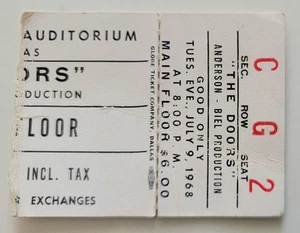 AUDITORIUM
AS
ORS"
DUCTION
LOOR
INCL. TAX
EXCHANGES
GLOBE TICKET COMPANY, DALLAS
"THE DOORS"
ANDERSON - BIEL PRODUCTION
GOOD ONLY
TUES. EVE., JULY 9, 1968
AT 8:00 P.M.
MAIN FLOOR $6.00
SEC. ROW SEAT
C G 2